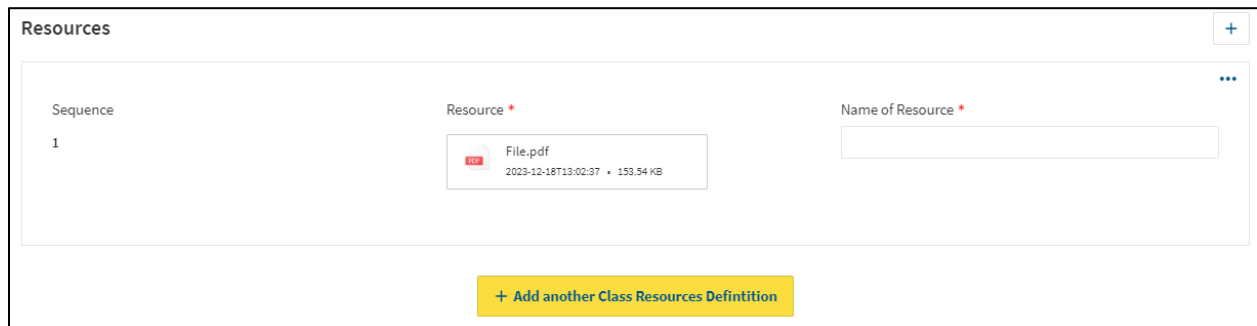 Resources
+
•••
Sequence
Resource *
Name of Resource *
1
PDF
File.pdf
2023-12-18T13:02:37 • 153.54 KB
+ Add another Class Resources Defintition